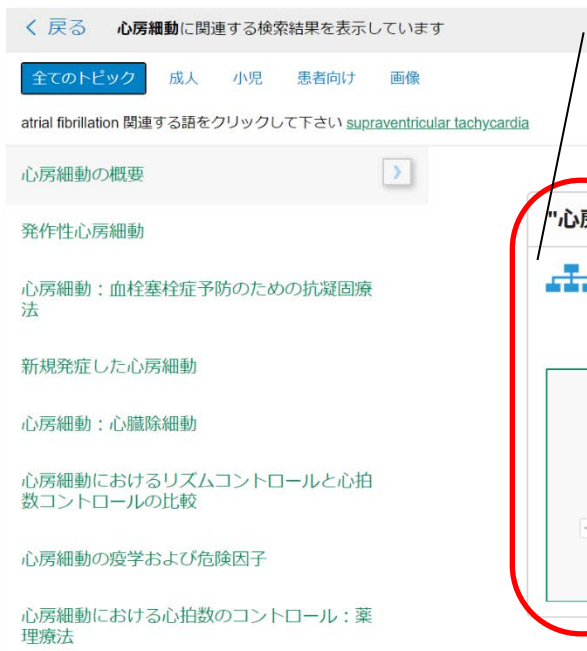 戻る 心房細動に関連する検索結果を表示しています
全てのトピック 成人 小児 患者向け 画像
atrial fibrillation 関連する語をクリックして下さい supraventricular tachycardia
心房細動の概要
発作性心房細動
心房細動：血栓塞栓症予防のための抗凝固療
法
新規発症した心房細動
心房細動：心臓除細動
心房細動におけるリズムコントロールと心拍
数コントロールの比較
心房細動の疫学および危険因子
心房細動における心拍数のコントロール：薬
理療法
"心